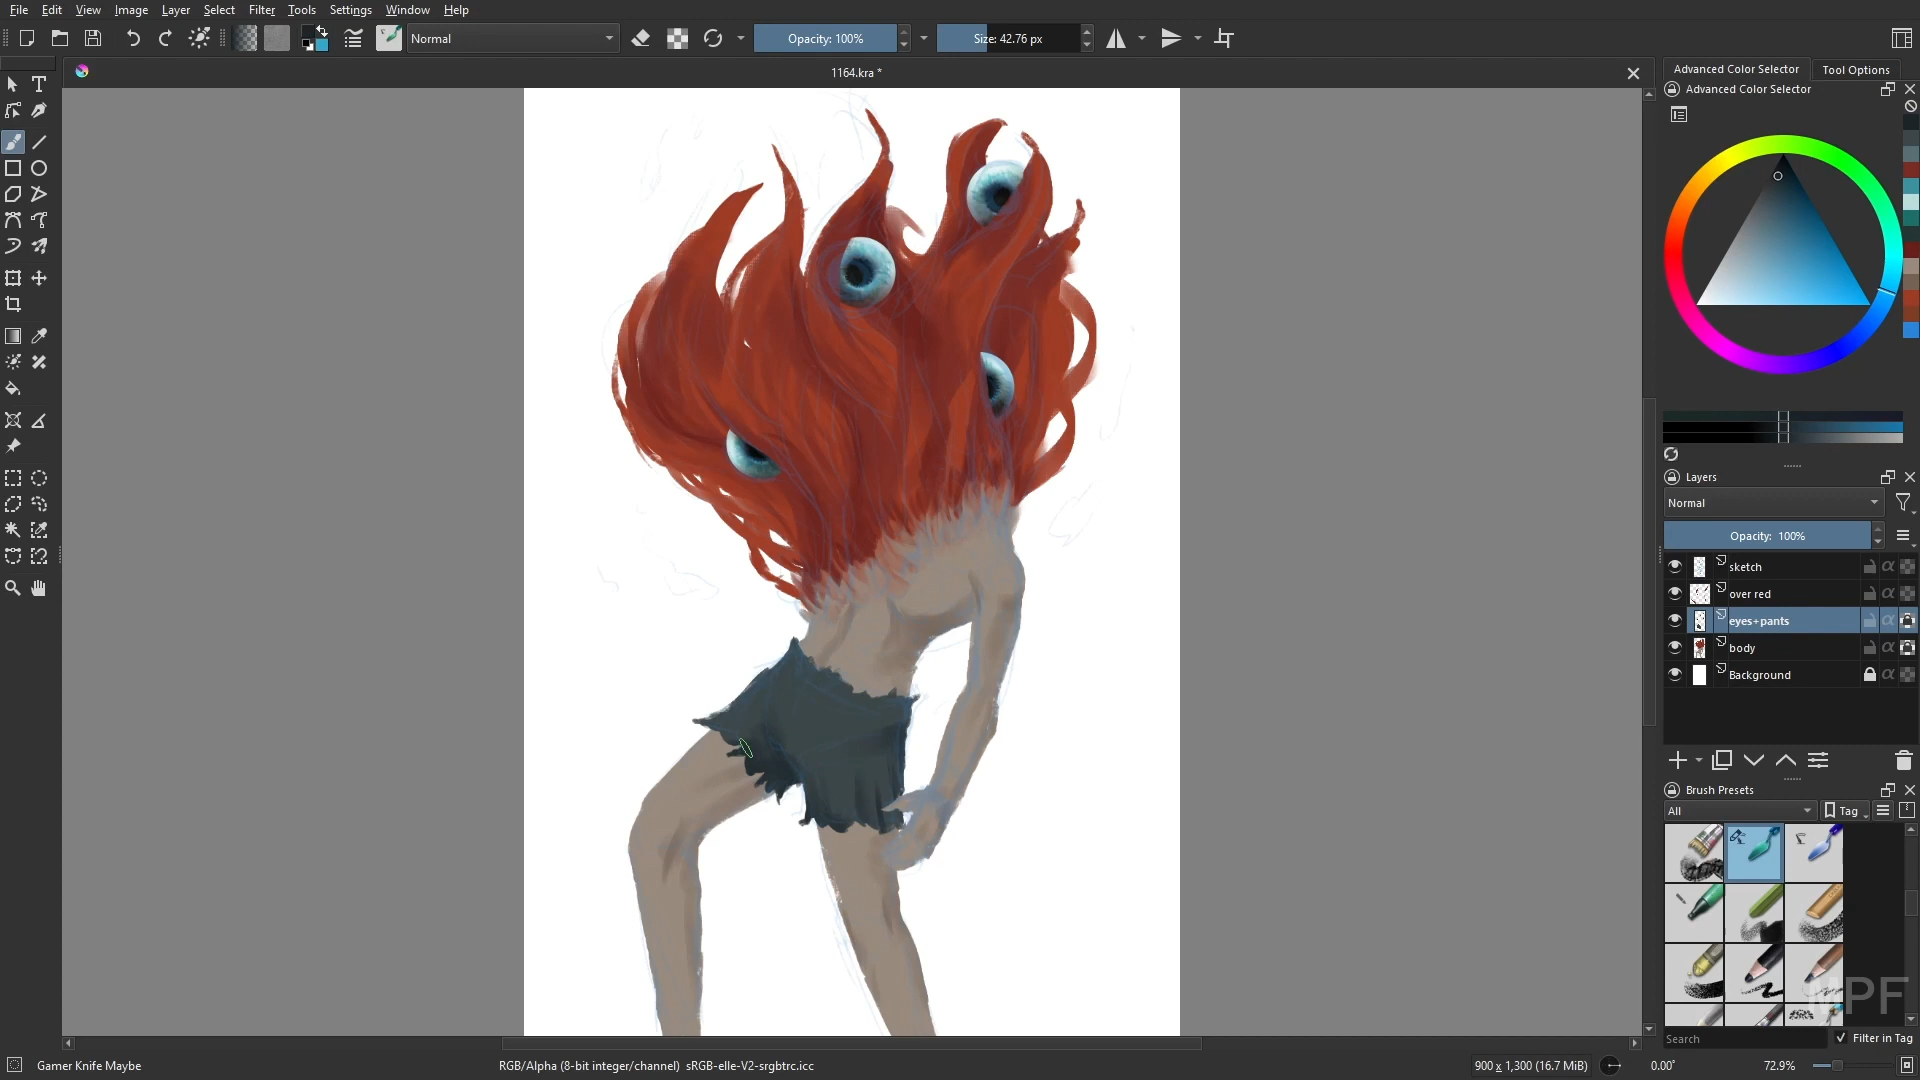 File Edit View Image Layer Select Filter Tools Settings Window Help
Normal
Opacity: 100%
Size: 42.76 px
1164.kra *
Advanced Color Selector
Tool Options
Advanced Color Selector
Layers
Normal
Opacity: 100%
sketch
over red
eyes+pants
body
Background
Brush Presets
All
Tag
MPF
Search
Filter in Tag
Gamer Knife Maybe
RGB/Alpha (8-bit integer/channel) sRGB-elle-V2-srgbtrc.icc
900 x 1,300 (16.7 MiB)
0.00°
72.9%